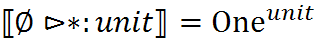 ⟦∅ ⊳∗: unit⟧ = One^unit